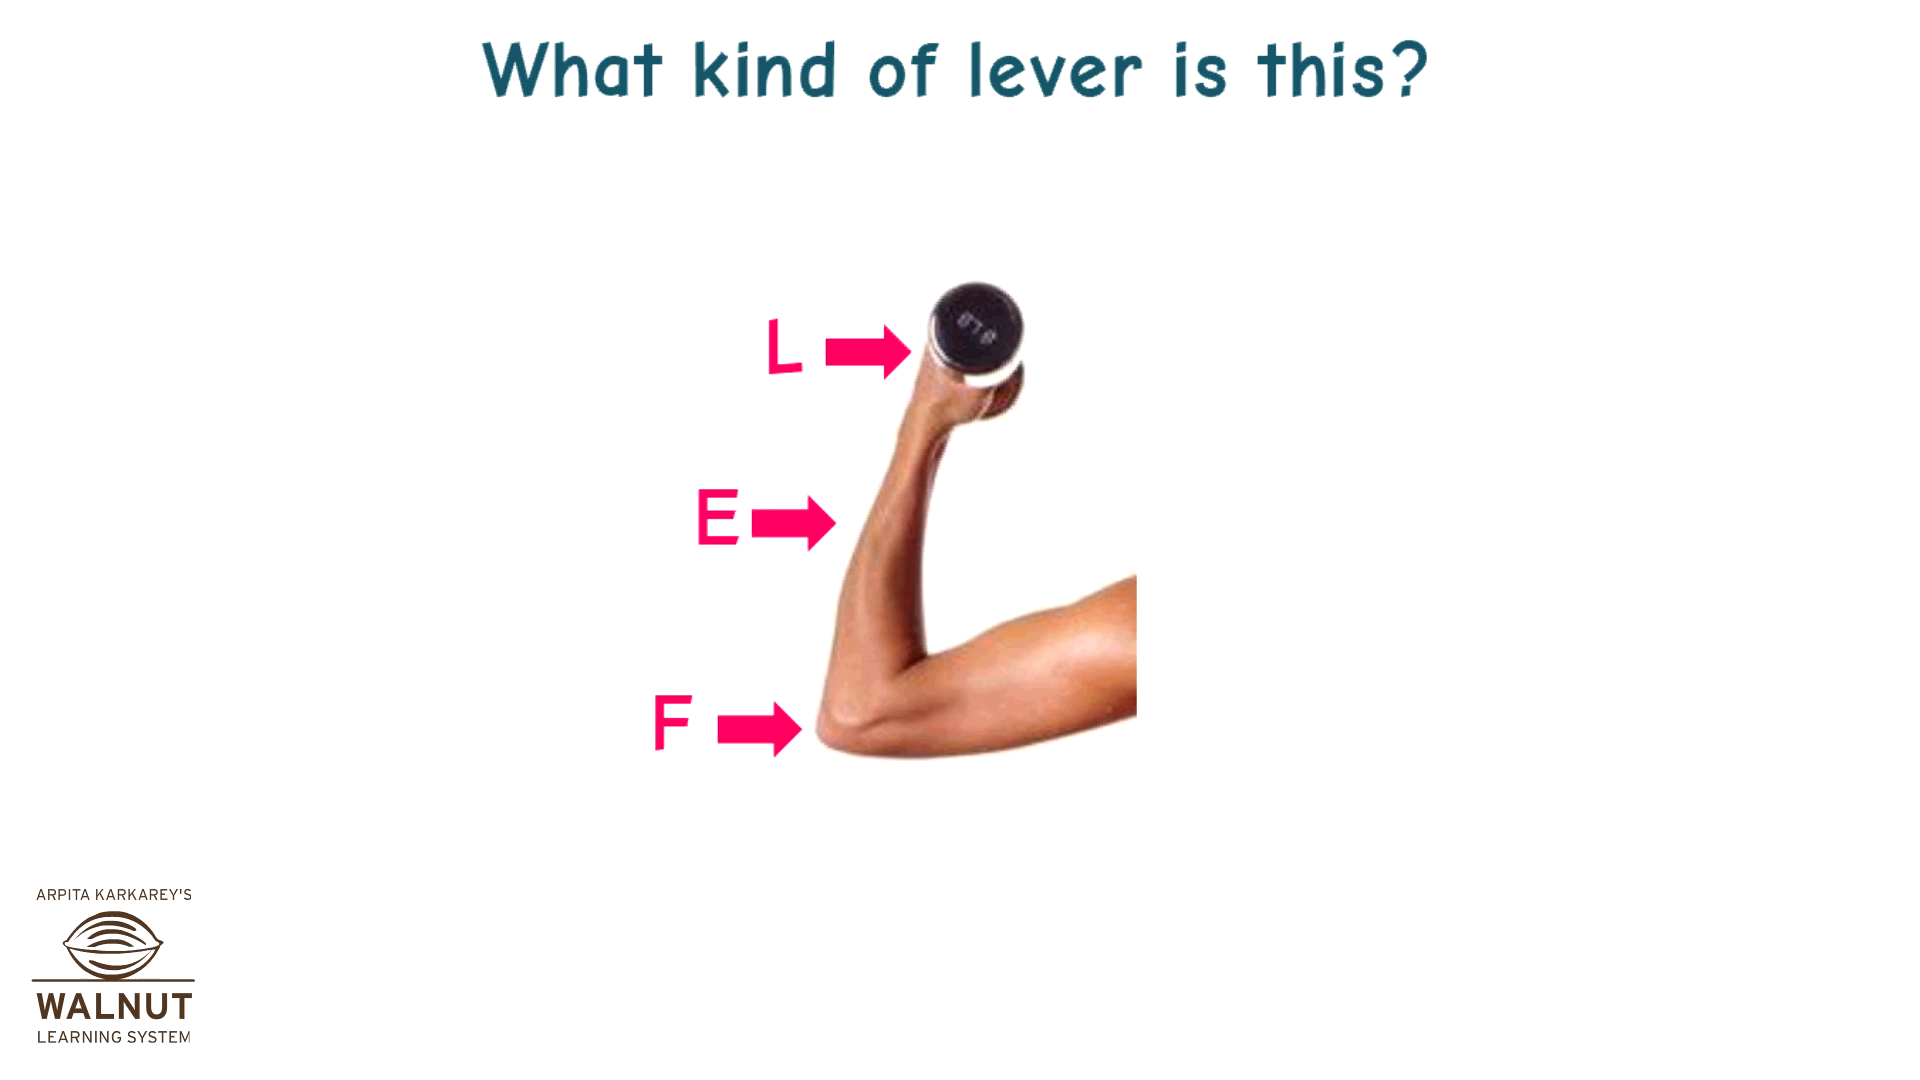 What kind of lever is this?
L
E
F
ARPITA KARKAREY'S
WALNUT
LEARNING SYSTEM